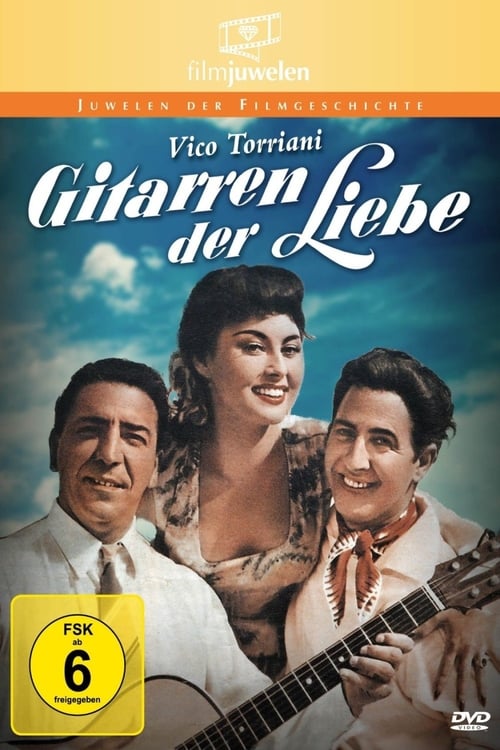 filmjuwelen
JUWELEN DER FILMGESCHICHTE
Vico Torriani
Gitarren
der Liebe
FSK
ab
6
freigegeben
DVD
VIDEO